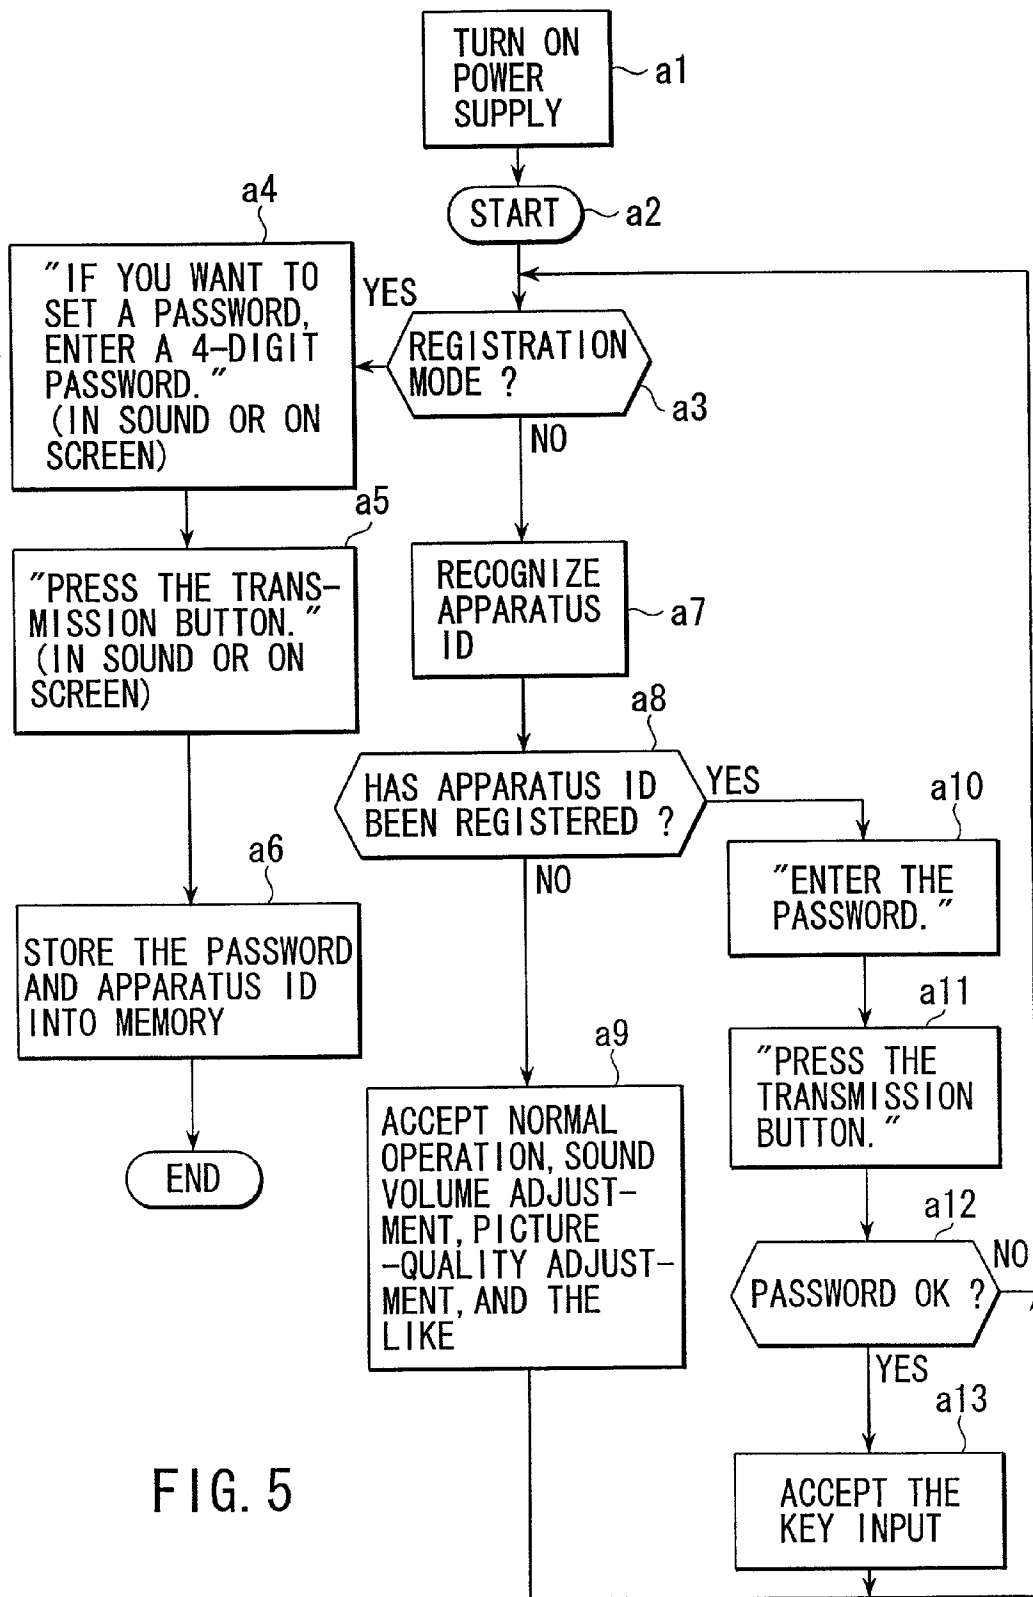 TURN ON
POWER
SUPPLY
a1
START
a2
a4
"IF YOU WANT TO
SET A PASSWORD,
ENTER A 4-DIGIT
PASSWORD."
(IN SOUND OR ON
SCREEN)
YES
REGISTRATION
MODE ?
a3
NO
a5
"PRESS THE TRANS-
MISSION BUTTON."
(IN SOUND OR ON
SCREEN)
RECOGNIZE
APPARATUS
ID
a7
a8
HAS APPARATUS ID
BEEN REGISTERED ?
YES
NO
a6
STORE THE PASSWORD
AND APPARATUS ID
INTO MEMORY
END
a9
ACCEPT NORMAL
OPERATION, SOUND
VOLUME ADJUST-
MENT, PICTURE
-QUALITY ADJUST-
MENT, AND THE
LIKE
a10
"ENTER THE
PASSWORD."
a11
"PRESS THE
TRANSMISSION
BUTTON."
a12
PASSWORD OK ?
NO
YES
a13
ACCEPT THE
KEY INPUT
FIG. 5